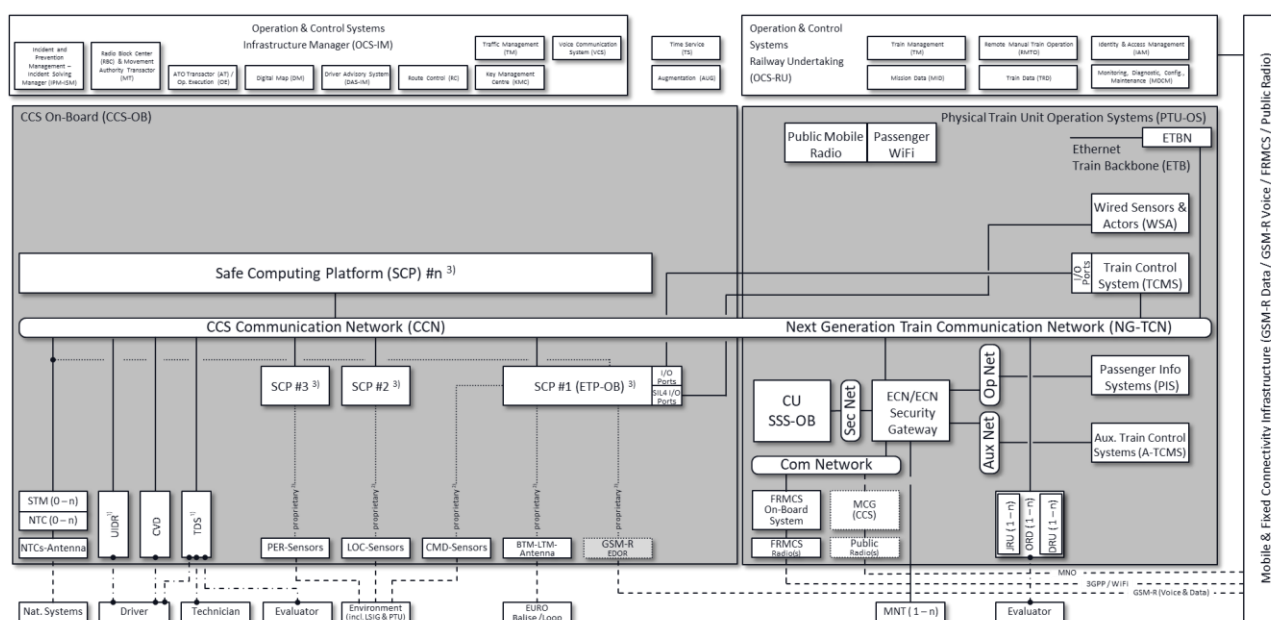 Operation & Control Systems
Infrastructure Manager (OCS-IM)
Incident and
Prevention
Management –
Incident Solving
Manager (IPM-ISM)
Radio Block Center
(RBC) & Movement
Authority Transactor
(MT)
ATO Transactor (AT) /
Op. Execution (OE)
Digital Map (DM)
Driver Advisory System
(DAS-IM)
Route Control (RC)
Traffic Management
(TM)
Key Management
Centre (KMC)
Voice Communication
System (VCS)
Time Service
(TS)
Augmentation (AUG)
Operation & Control
Systems
Railway Undertaking
(OCS-RU)
Train Management
(TM)
Mission Data (MID)
Remote Manual Train Operation
(RMTO)
Train Data (TRD)
Identity & Access Management
(IAM)
Monitoring, Diagnostic, Config.,
Maintenance (MDCM)
Mobile & Fixed Connectivity Infrastructure (GSM-R Data / GSM-R Voice / FRMCS / Public Radio)
CCS On-Board (CCS-OB)
Physical Train Unit Operation Systems (PTU-OS)
Public Mobile
Radio
Passenger
WiFi
ETBN
Ethernet
Train Backbone (ETB)
Wired Sensors &
Actors (WSA)
I/O
Ports
Train Control
System (TCMS)
Safe Computing Platform (SCP) #n 3)
CCS Communication Network (CCN)
Next Generation Train Communication Network (NG-TCN)
SCP #3 3)
SCP #2 3)
SCP #1 (ETP-OB) 3)
I/O
Ports
SIL4 I/O
Ports
CU
SSS-OB
Sec Net
ECN/ECN
Security
Gateway
Op Net
Aux Net
Passenger Info
Systems (PIS)
Aux. Train Control
Systems (A-TCMS)
Com Network
STM (0 – n)
NTC (0 – n)
NTCs-Antenna
UIDR 1)
CVD
TDS 1)
proprietary 2)
proprietary 2)
proprietary 2)
proprietary 2)
PER-Sensors
LOC-Sensors
CMD-Sensors
BTM-LTM-
Antenna
GSM-R
EDOR
FRMCS
On-Board
System
FRMCS
Radio(s)
MCG
(CCS)
Public
Radio(s)
JRU (1 – n)
ORD (1 – n)
DRU (1 – n)
MNO
3GPP / WIFI
GSM-R (Voice & Data)
Nat. Systems
Driver
Technician
Evaluator
Environment
(incl. LSIG & PTU)
EURO
Balise /Loop
MNT (1 – n)
Evaluator